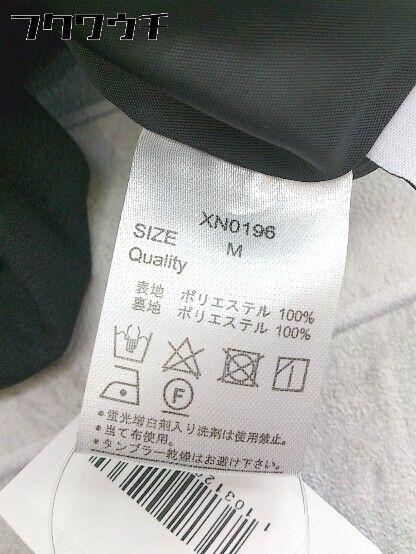 フクウクチ
XN0196
SIZE M
Quality
表地 ポリエステル 100%
裏地 ポリエステル 100%
F
●蛍光増白剤入り洗剤は使用禁止。
●当て布使用。
●タンブラー乾燥はお避け下さい。